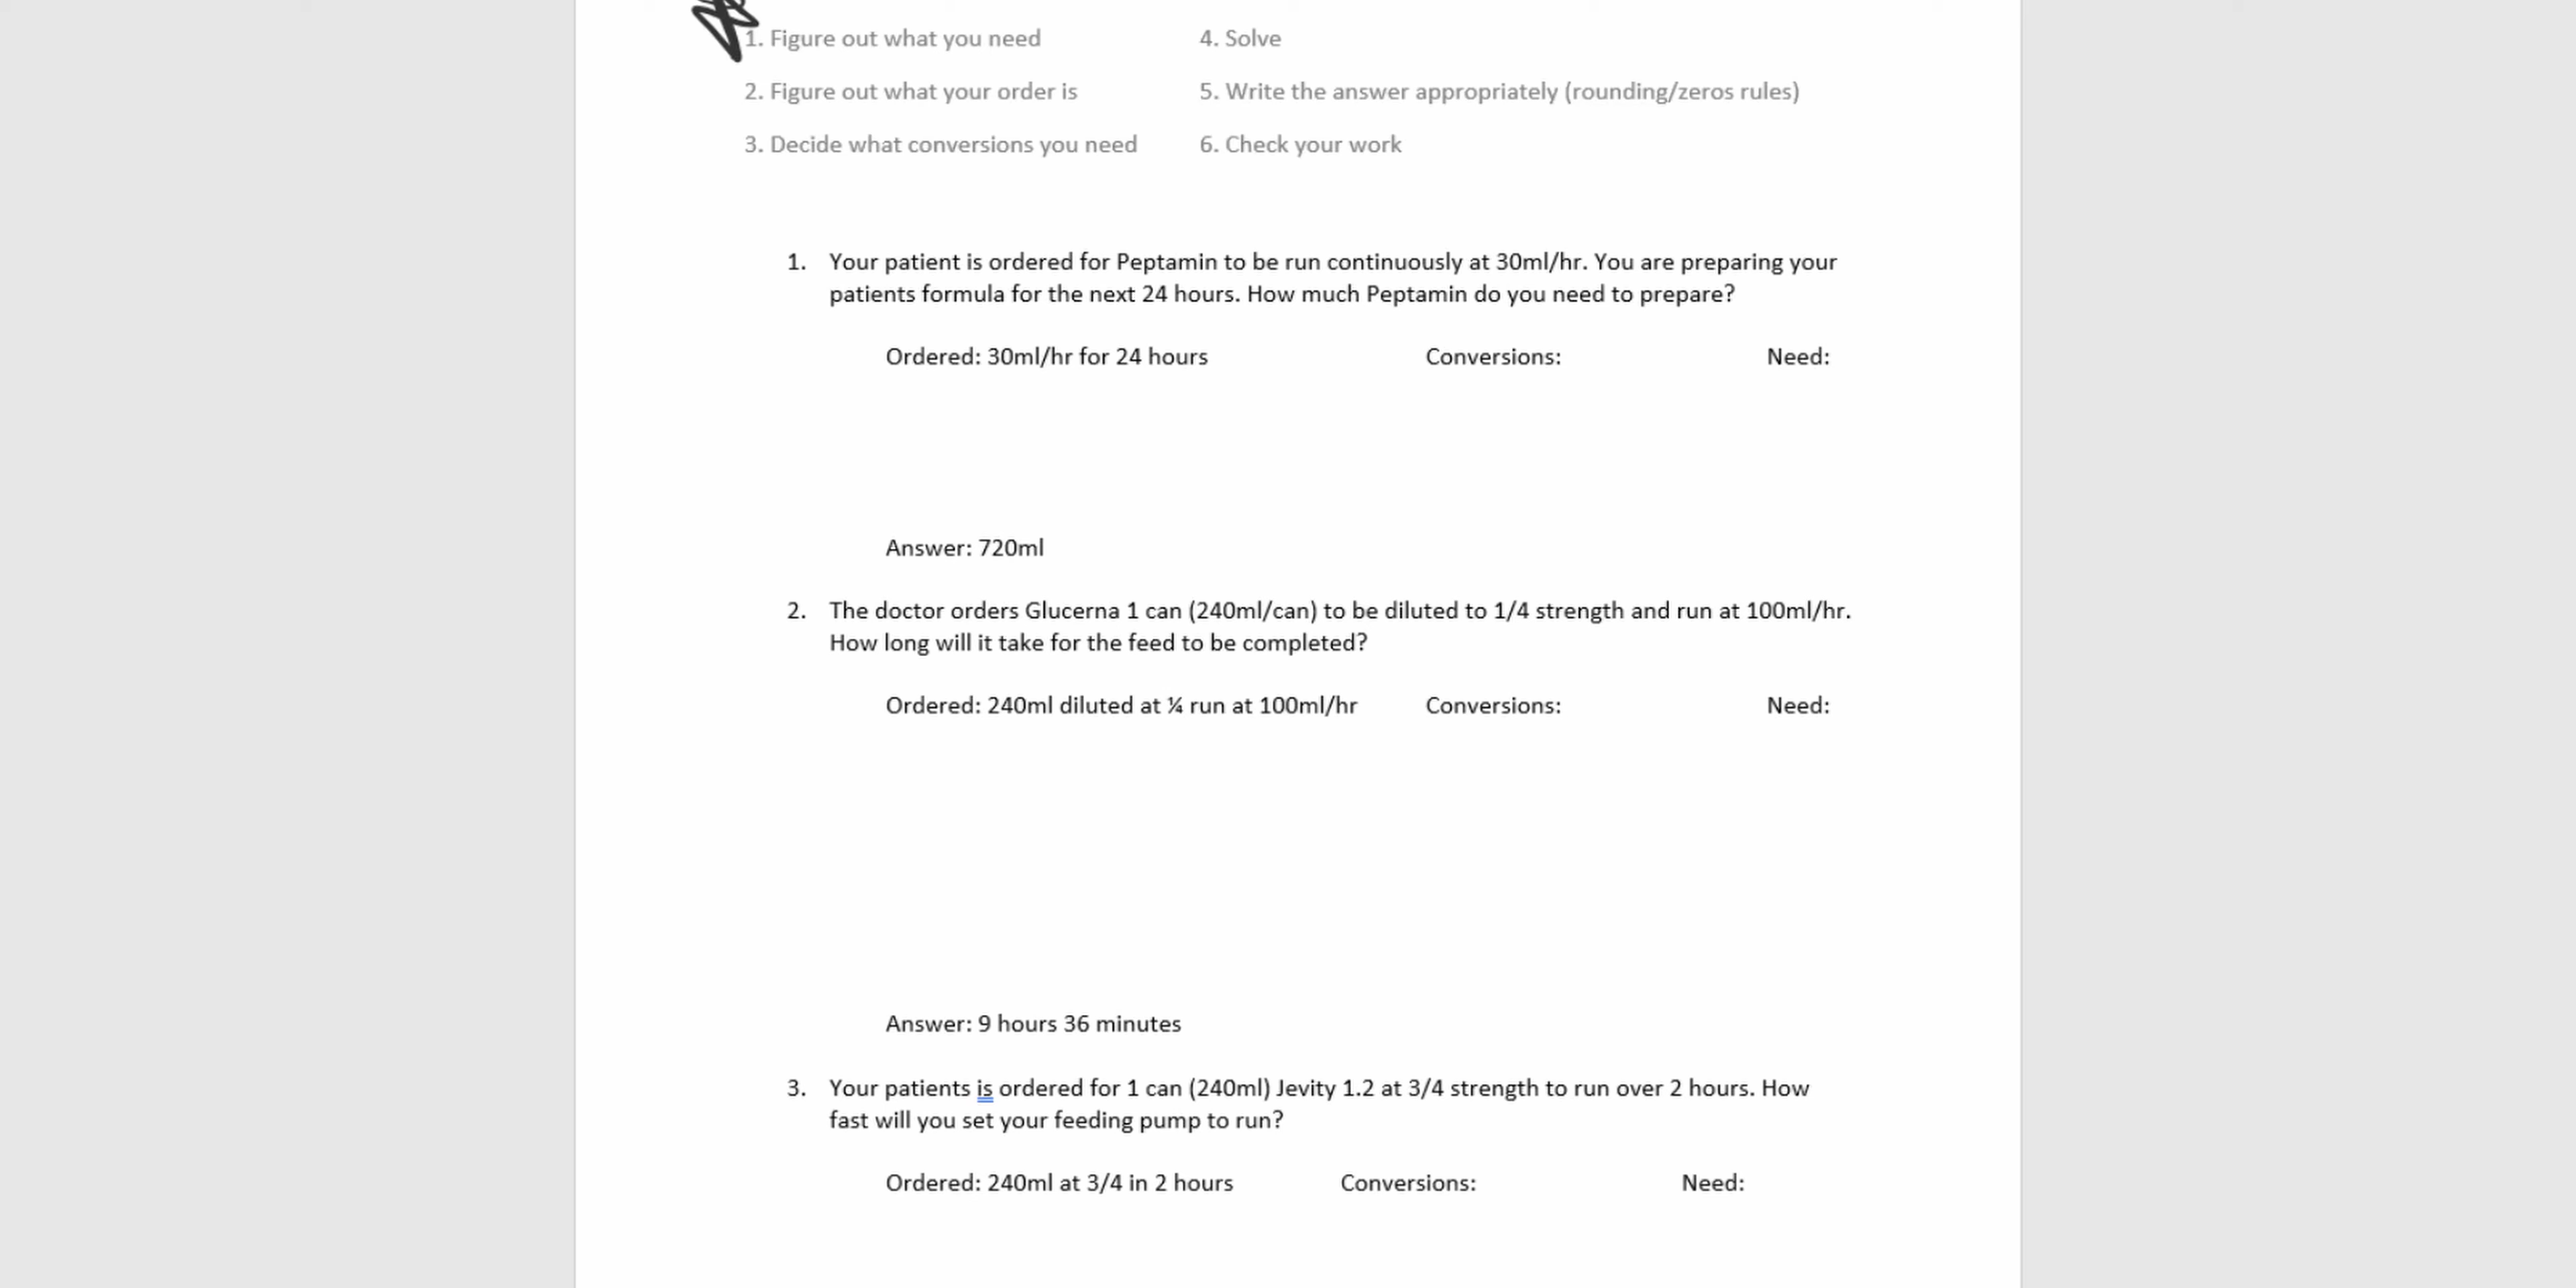 1. Figure out what you need
4. Solve
2. Figure out what your order is
5. Write the answer appropriately (rounding/zeros rules)
3. Decide what conversions you need
6. Check your work
1. Your patient is ordered for Peptamin to be run continuously at 30ml/hr. You are preparing your
patients formula for the next 24 hours. How much Peptamin do you need to prepare?
Ordered: 30ml/hr for 24 hours
Conversions:
Need:
Answer: 720ml
2. The doctor orders Glucerna 1 can (240ml/can) to be diluted to 1/4 strength and run at 100ml/hr.
How long will it take for the feed to be completed?
Ordered: 240ml diluted at ¼ run at 100ml/hr
Conversions:
Need:
Answer: 9 hours 36 minutes
3. Your patients is ordered for 1 can (240ml) Jevity 1.2 at 3/4 strength to run over 2 hours. How
fast will you set your feeding pump to run?
Ordered: 240ml at 3/4 in 2 hours
Conversions:
Need: